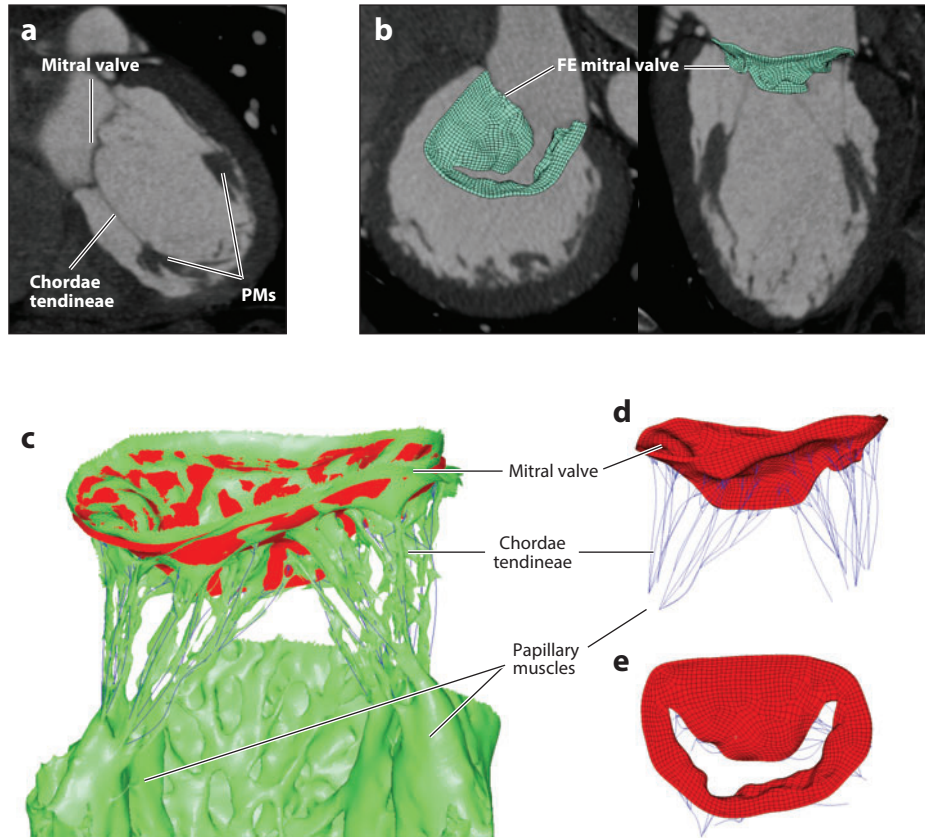 a
Mitral valve
Chordae
tendineae
PMs
b
FE mitral valve
c
d
Mitral valve
Chordae
tendineae
Papillary
muscles
e